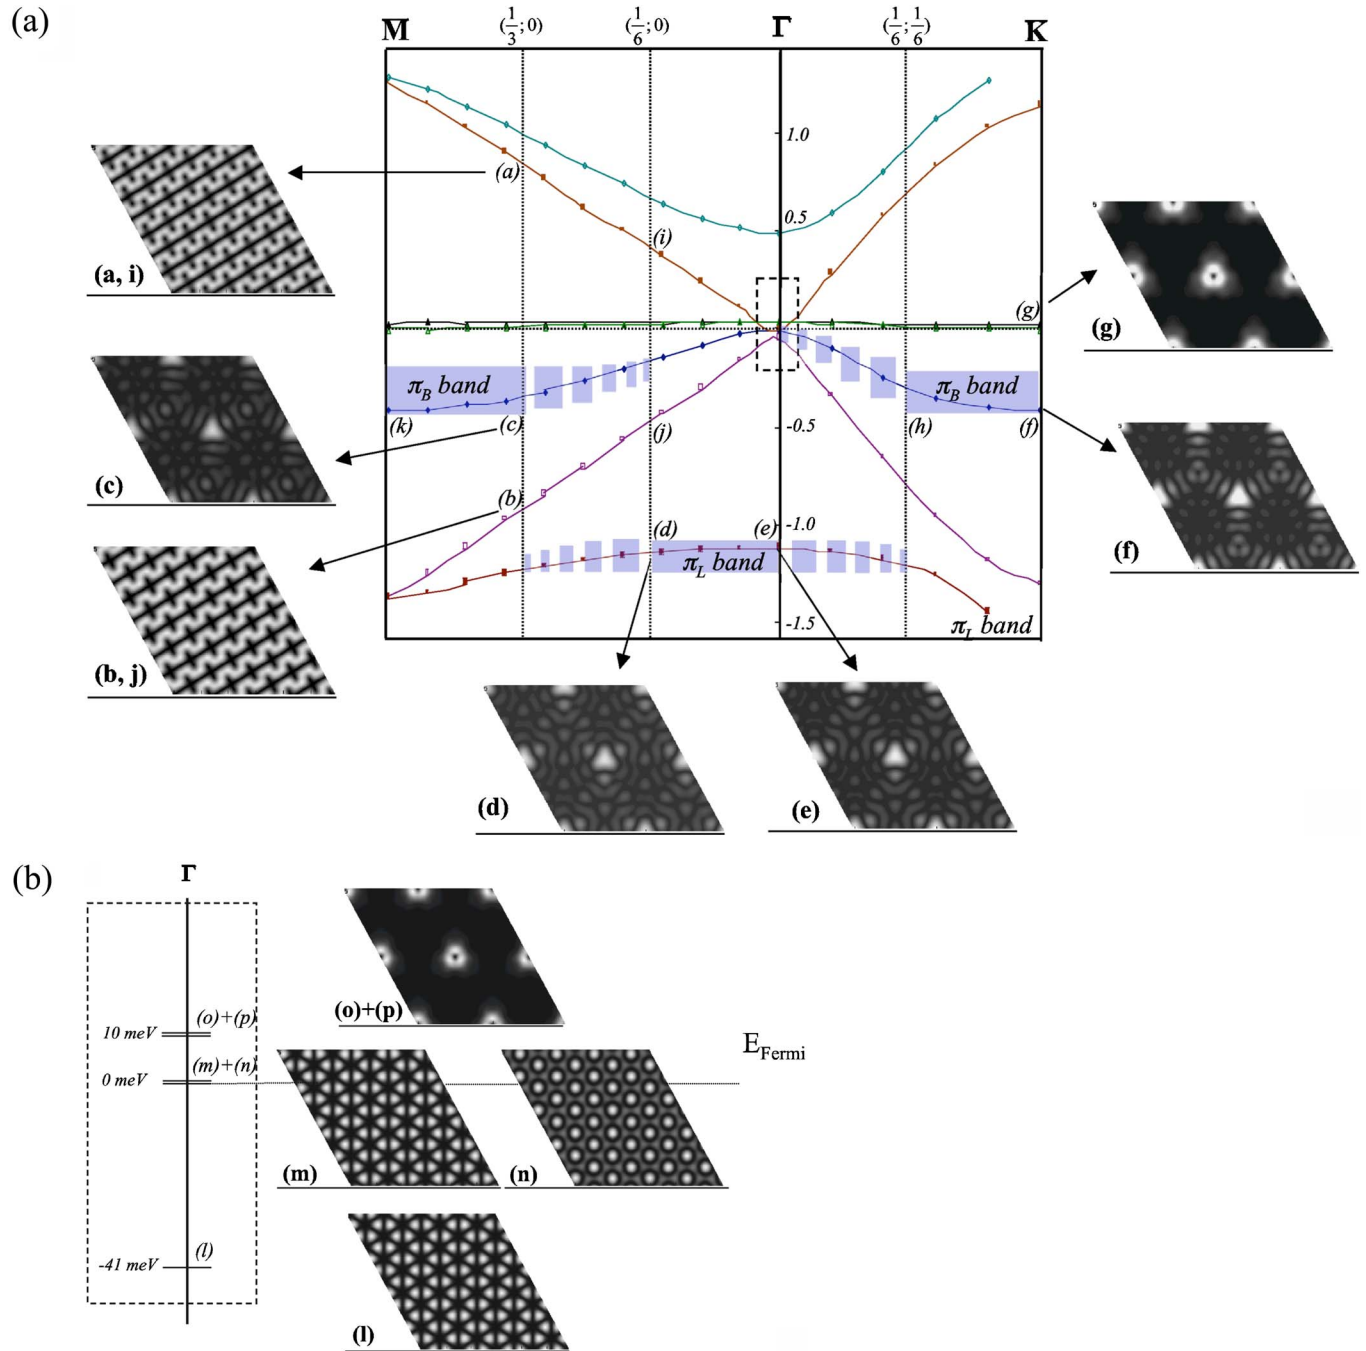 (a)
M̅ (1/3;0) (1/6;0) Γ̅ (1/6;1/6) K̅
1.0
(a)
0.5
(i)
(a, i)
(g)
(g)
π_B band
π_B band
(k) (c) (j) -0.5 (h) (f)
(c)
(b)
-1.0
(d) (e)
(f)
π_L band
-1.5
π_L band
(b, j)
(d)
(e)
(b)
Γ
(o)+(p)
10 meV
(o)+(p)
E_Fermi
(m)+(n)
0 meV
(m)
(n)
(l)
-41 meV
(l)